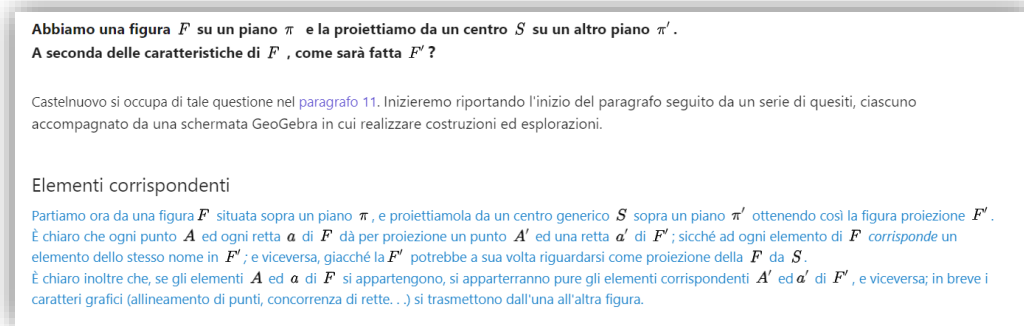 Abbiamo una figura F su un piano π e la proiettiamo da un centro S su un altro piano π′.
A seconda delle caratteristiche di F , come sarà fatta F′ ?
Castelnuovo si occupa di tale questione nel paragrafo 11. Inizieremo riportando l'inizio del paragrafo seguito da un serie di quesiti, ciascuno
accompagnato da una schermata GeoGebra in cui realizzare costruzioni ed esplorazioni.
Elementi corrispondenti
Partiamo ora da una figura F situata sopra un piano π , e proiettiamola da un centro generico S sopra un piano π′ ottenendo così la figura proiezione F′ .
È chiaro che ogni punto A ed ogni retta a di F dà per proiezione un punto A′ ed una retta a′ di F′ ; sicché ad ogni elemento di F corrisponde un
elemento dello stesso nome in F′ ; e viceversa, giacché la F′ potrebbe a sua volta riguardarsi come proiezione della F da S .
È chiaro inoltre che, se gli elementi A ed a di F si appartengono, si apparterranno pure gli elementi corrispondenti A′ ed a′ di F′ , e viceversa; in breve i
caratteri grafici (allineamento di punti, concorrenza di rette. . .) si trasmettono dall'una all'altra figura.